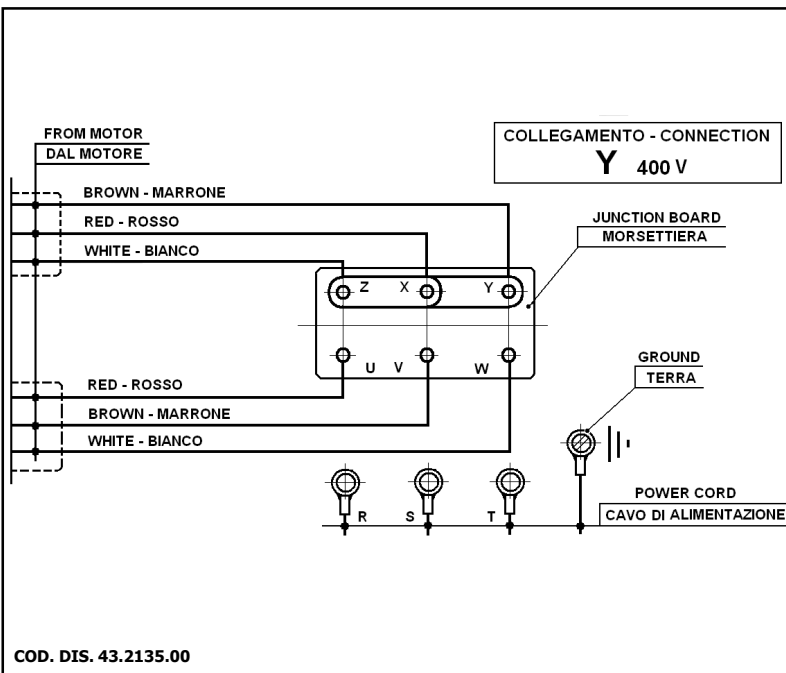 FROM MOTOR
DAL MOTORE
COLLEGAMENTO - CONNECTION
Y 400 V
BROWN - MARRONE
RED - ROSSO
WHITE - BIANCO
JUNCTION BOARD
MORSETTIERA
Z X Y
U V W
RED - ROSSO
BROWN - MARRONE
WHITE - BIANCO
GROUND
TERRA
R S T
POWER CORD
CAVO DI ALIMENTAZIONE
COD. DIS. 43.2135.00